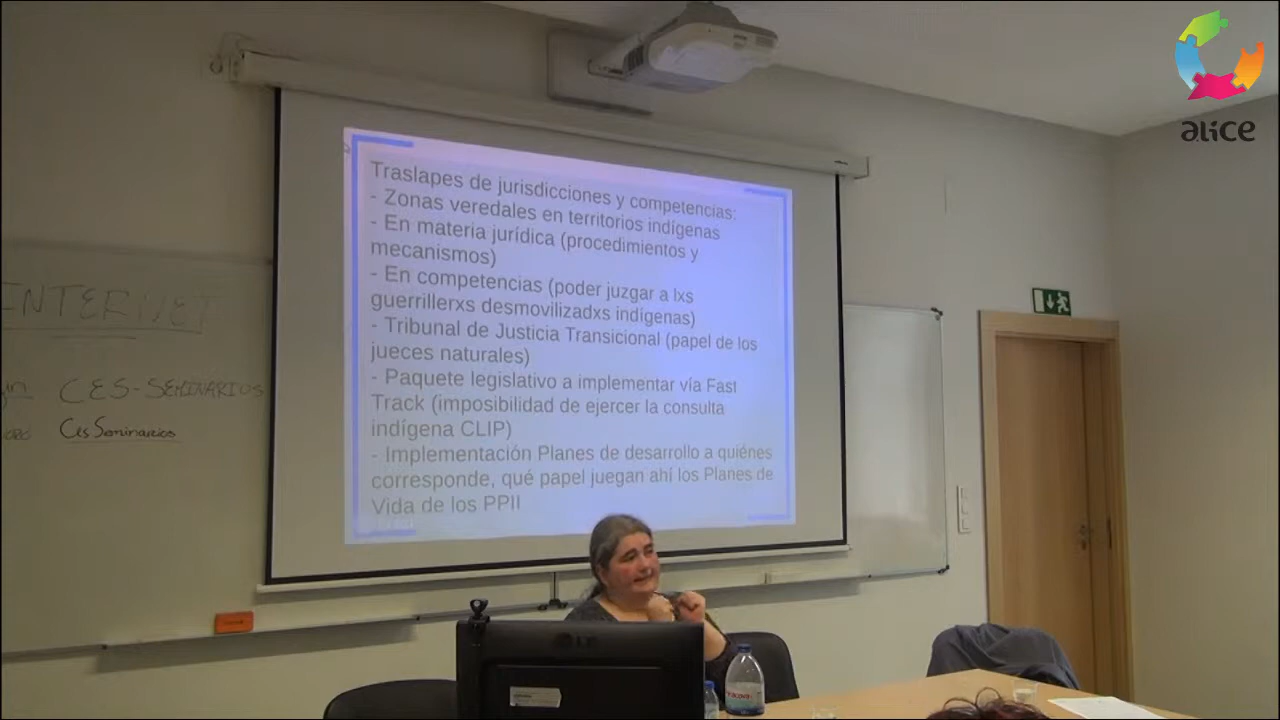 alice
Traslapes de jurisdicciones y competencias:
- Zonas veredales en territorios indígenas
- En materia jurídica (procedimientos y
mecanismos)
- En competencias (poder juzgar a lxs
guerrillerxs desmovilizadxs indígenas)
- Tribunal de Justicia Transicional (papel de los
jueces naturales)
- Paquete legislativo a implementar vía Fast
Track (imposibilidad de ejercer la consulta
indígena CLIP)
- Implementación Planes de desarrollo a quiénes
corresponde, qué papel juegan ahí los Planes de
Vida de los PPII
INTERNET
CES-SEMINARIOS
Ces Seminarios
LG